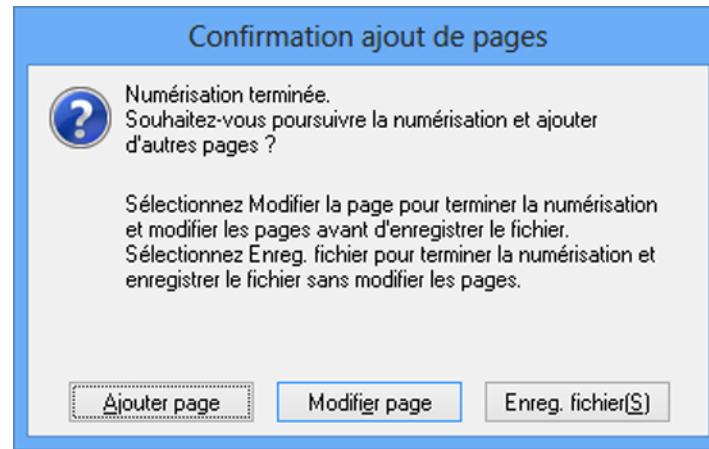 Confirmation ajout de pages
Numérisation terminée.
Souhaitez-vous poursuivre la numérisation et ajouter
d'autres pages ?
Sélectionnez Modifier la page pour terminer la numérisation
et modifier les pages avant d'enregistrer le fichier.
Sélectionnez Enreg. fichier pour terminer la numérisation et
enregistrer le fichier sans modifier les pages.
Ajouter page Modifier page Enreg. fichier(S)